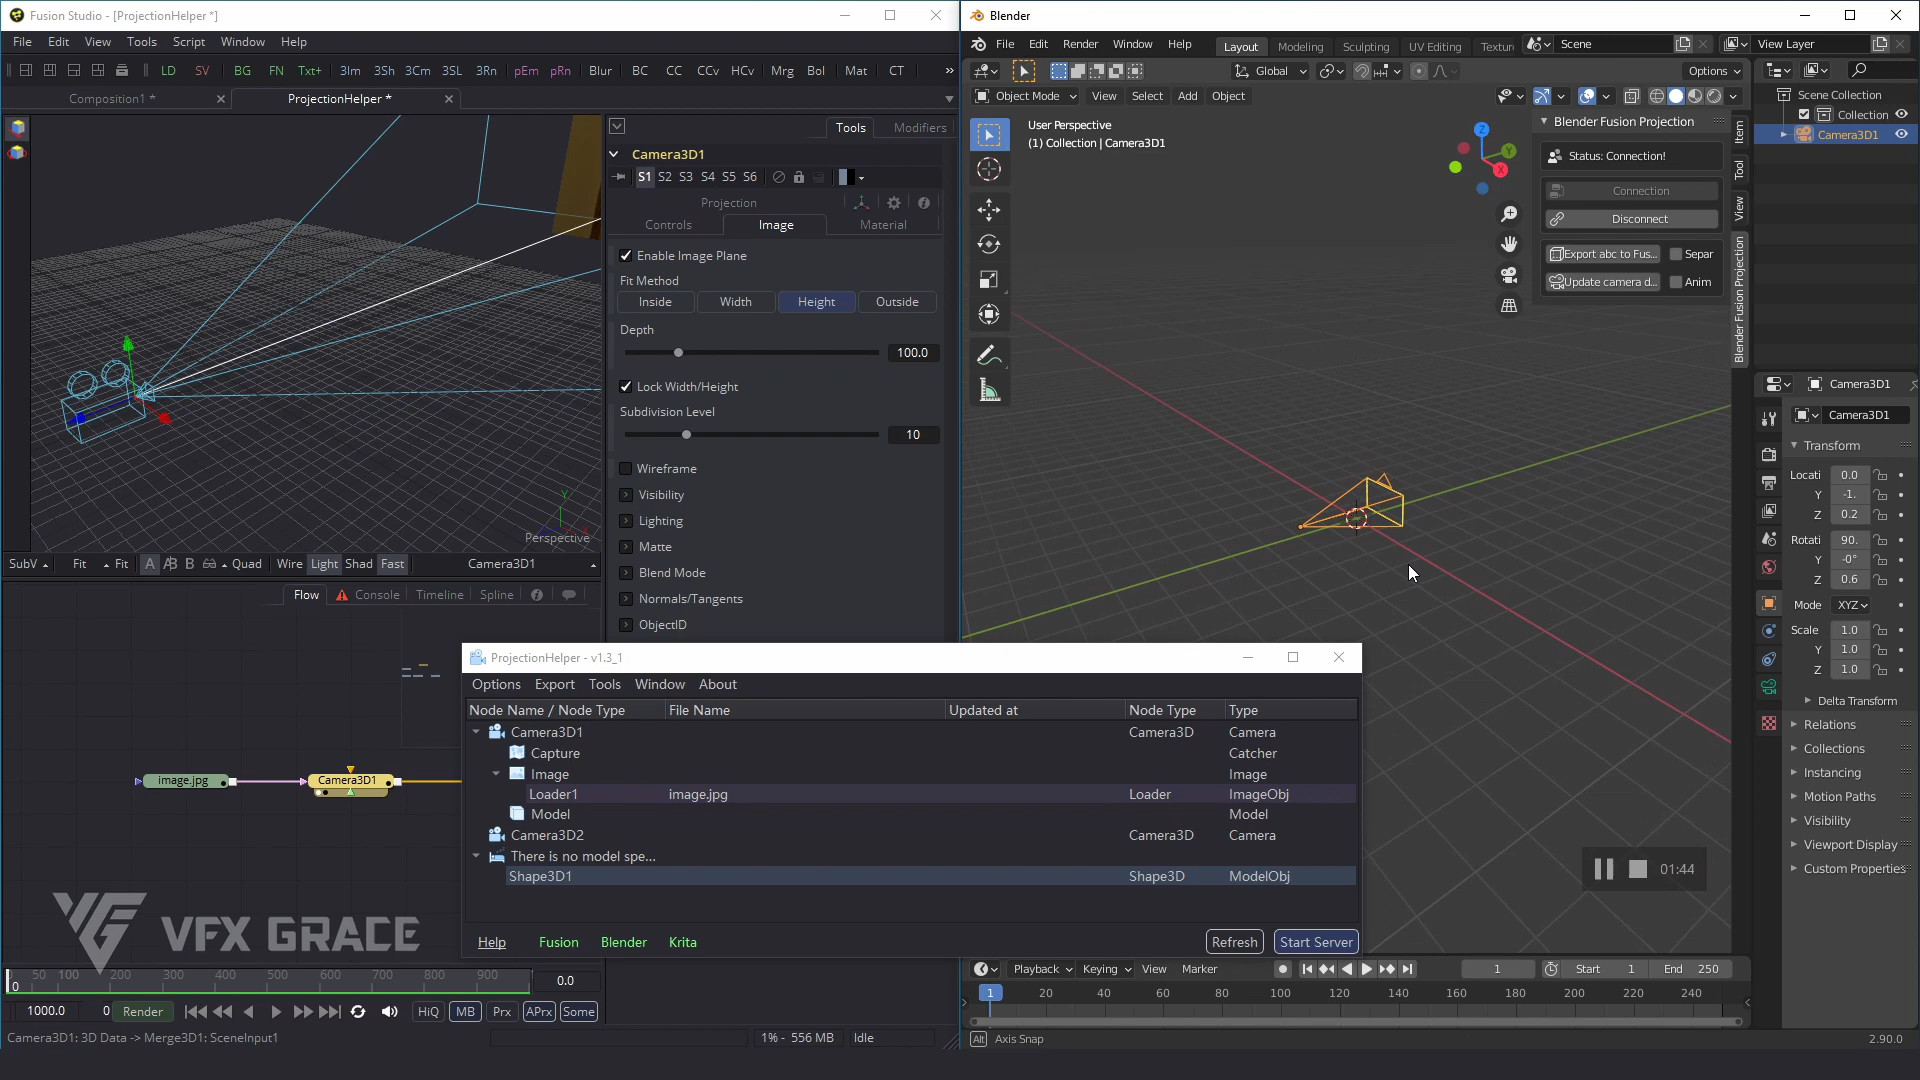 Fusion Studio - [ProjectionHelper *]
File Edit View Tools Script Window Help
LD SV BG FN Txt+ 3Im 3Sh 3Cm 3SL 3Rn pEm pRn Blur BC CC CCv HCv Mrg Bol Mat CT »
Composition1 * ProjectionHelper *
Tools Modifiers
Camera3D1
S1 S2 S3 S4 S5 S6
Projection
Controls Image Material
Enable Image Plane
Fit Method
Inside Width Height Outside
Depth
100.0
Lock Width/Height
Subdivision Level
10
Wireframe
Visibility
Lighting
Matte
Blend Mode
Normals/Tangents
ObjectID
Y
Perspective
SubV Fit Fit A A|B B Quad Wire Light Shad Fast Camera3D1
Flow Console Timeline Spline
image.jpg Camera3D1
VFX GRACE
0 50 100 200 300 400 500 600 700 800 900
0
0.0
1000.0 0 Render HiQ MB Prx APrx Some
Camera3D1: 3D Data -> Merge3D1: SceneInput1 1% - 556 MB Idle
ProjectionHelper - v1.3_1
Options Export Tools Window About
Node Name / Node Type File Name Updated at Node Type Type
Camera3D1 Camera3D Camera
Capture Catcher
Image Image
Loader1 image.jpg Loader ImageObj
Model Model
Camera3D2 Camera3D Camera
There is no model spe...
Shape3D1 Shape3D ModelObj
Help Fusion Blender Krita Refresh Start Server
Blender
File Edit Render Window Help Layout Modeling Sculpting UV Editing Textur Scene View Layer
Global Options
Object Mode View Select Add Object
User Perspective
(1) Collection | Camera3D1
Z
Y
X
Blender Fusion Projection
Status: Connection!
Connection
Disconnect
Export abc to Fus... Separ
Update camera d... Anim
Item
Tool
View
Blender Fusion Projection
Scene Collection
Collection
Camera3D1
Camera3D1
Camera3D1
Transform
Locati 0.0
Y -1.
Z 0.2
Rotati 90.
Y -0°
Z 0.6
Mode XYZ
Scale 1.0
Y 1.0
Z 1.0
Delta Transform
Relations
Collections
Instancing
Motion Paths
Visibility
Viewport Display
Custom Properties
01:44
Playback Keying View Marker 1 Start 1 End 250
1 20 40 60 80 100 120 140 160 180 200 220 240
Alt Axis Snap 2.90.0